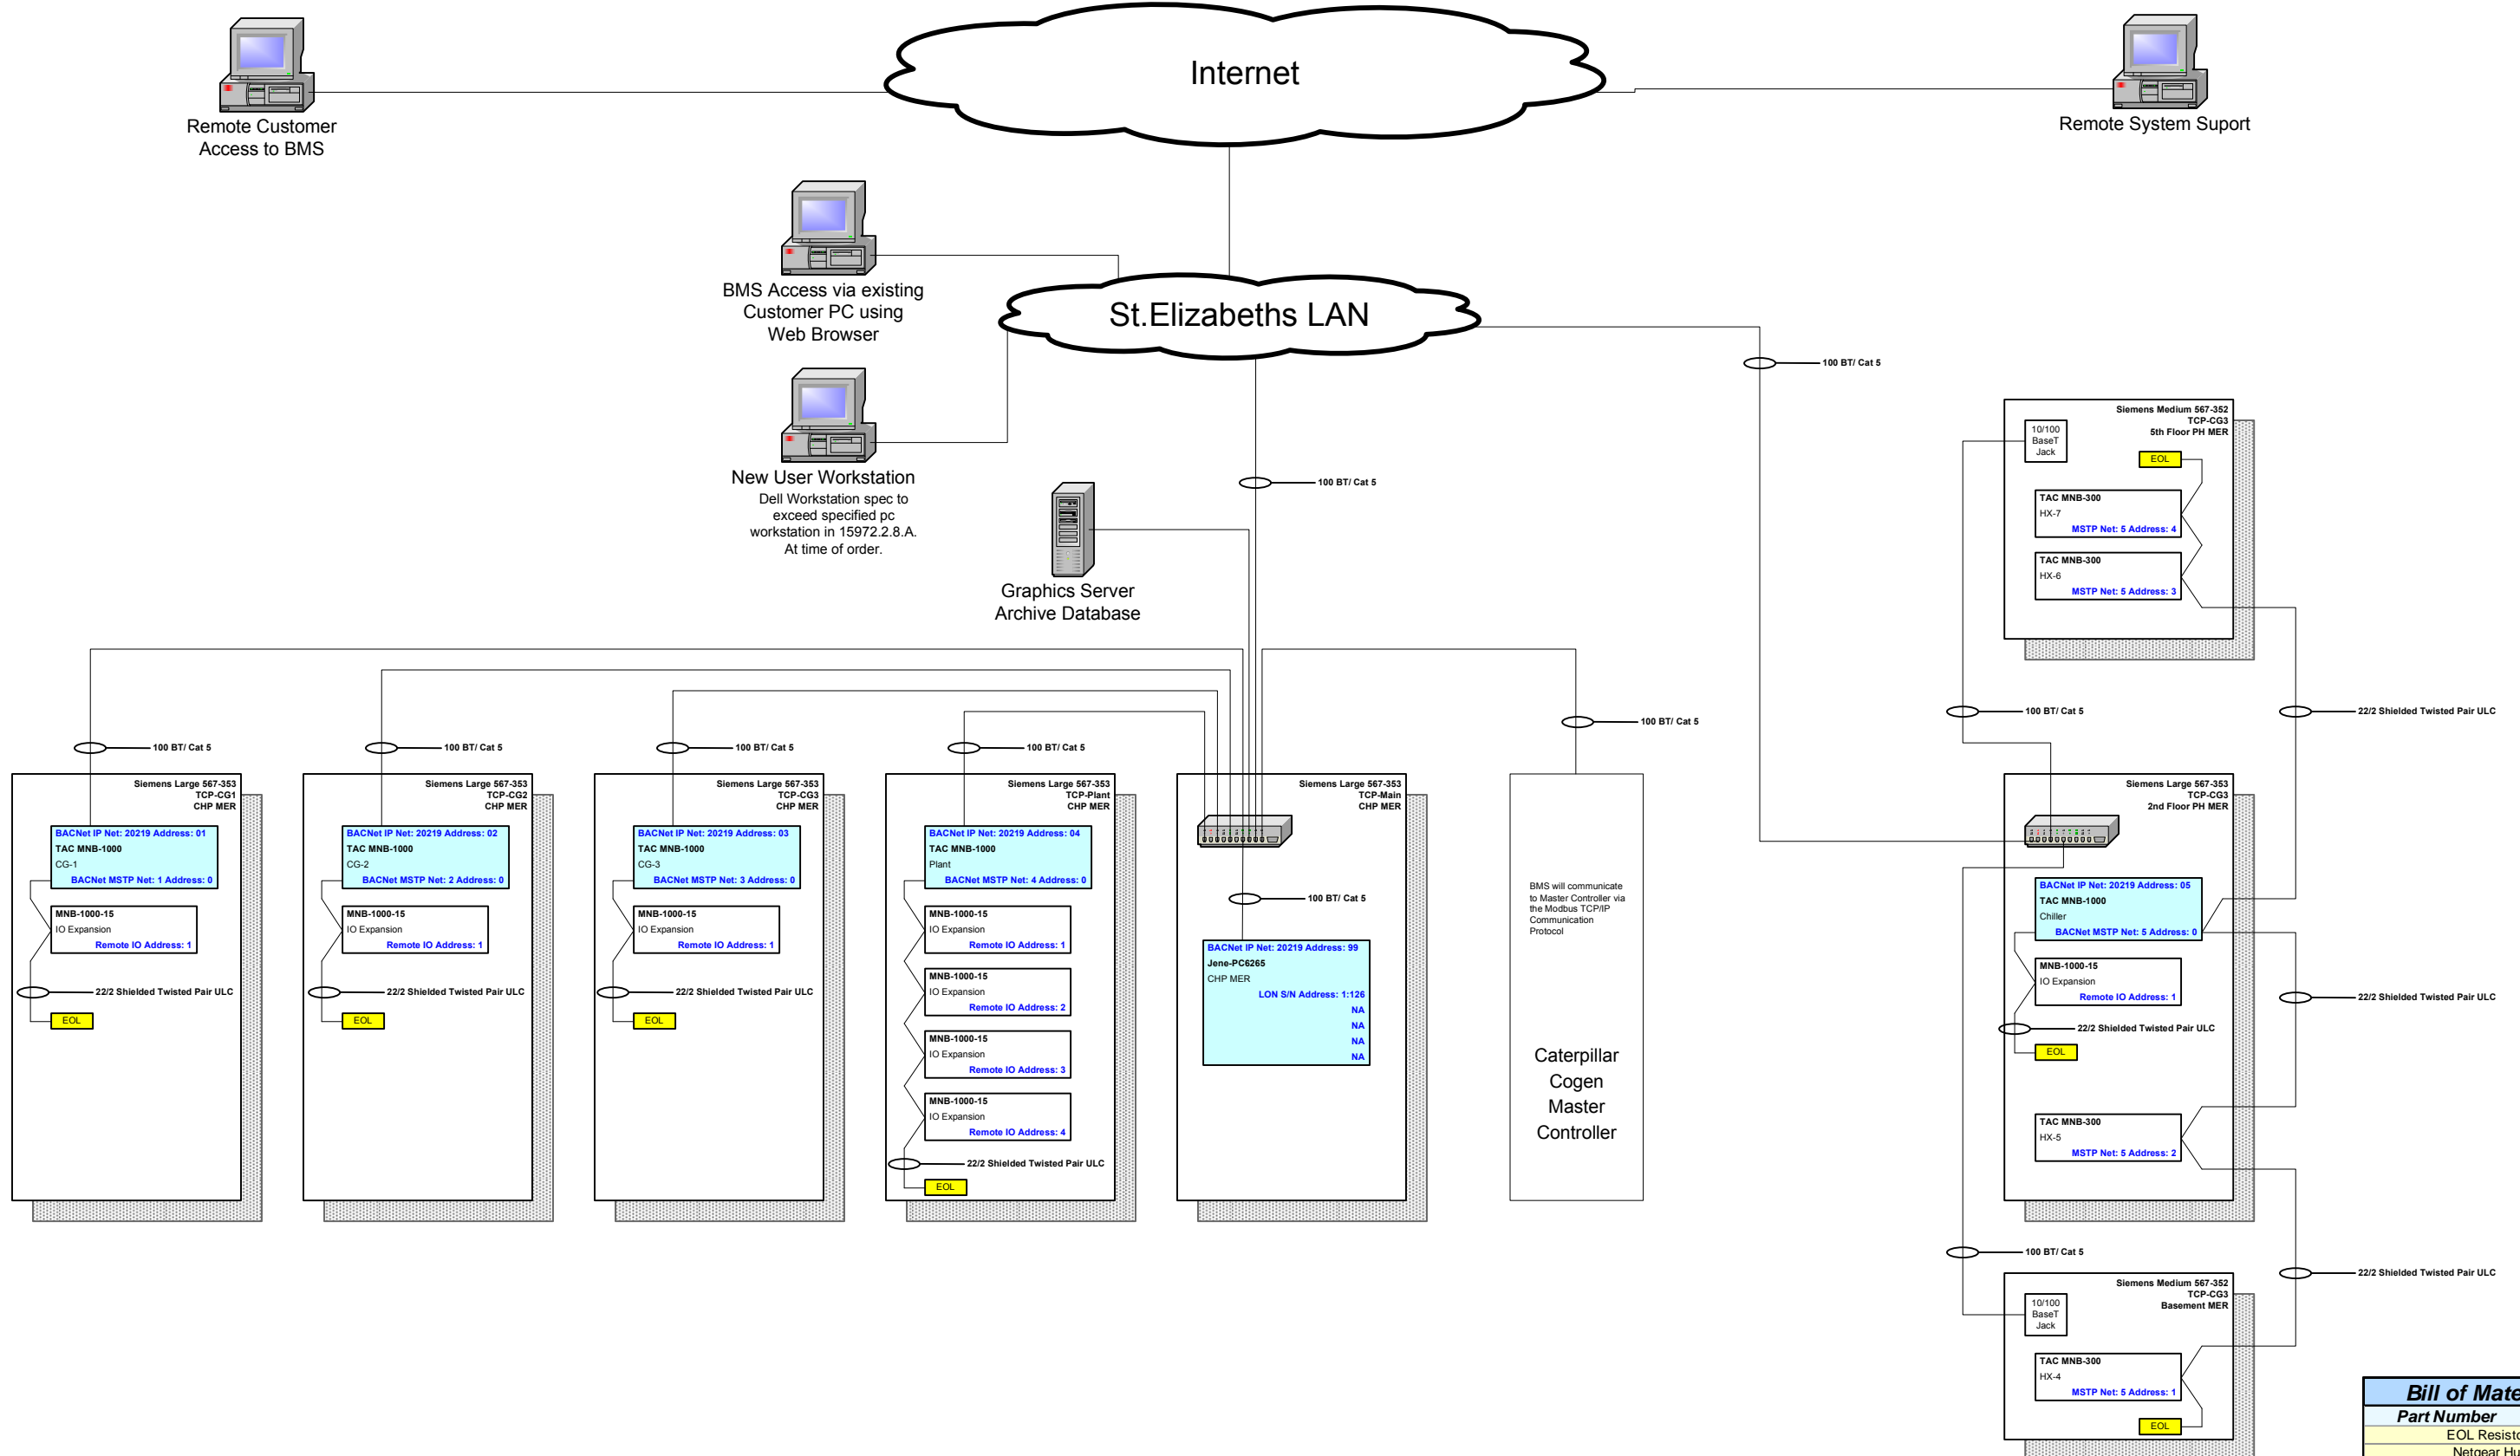 Internet
Remote Customer
Access to BMS
Remote System Suport
BMS Access via existing
Customer PC using
Web Browser
St.Elizabeths LAN
100 BT/ Cat 5
New User Workstation
Dell Workstation spec to
exceed specified pc
workstation in 15972.2.8.A.
At time of order.
100 BT/ Cat 5
Graphics Server
Archive Database
Siemens Medium 567-352
TCP-CG3
5th Floor PH MER
10/100
BaseT
Jack
EOL
TAC MNB-300
HX-7
MSTP Net: 5 Address: 4
TAC MNB-300
HX-6
MSTP Net: 5 Address: 3
100 BT/ Cat 5
22/2 Shielded Twisted Pair ULC
100 BT/ Cat 5
100 BT/ Cat 5
100 BT/ Cat 5
100 BT/ Cat 5
100 BT/ Cat 5
Siemens Large 567-353
TCP-CG1
CHP MER
BACNet IP Net: 20219 Address: 01
TAC MNB-1000
CG-1
BACNet MSTP Net: 1 Address: 0
MNB-1000-15
IO Expansion
Remote IO Address: 1
22/2 Shielded Twisted Pair ULC
EOL
Siemens Large 567-353
TCP-CG2
CHP MER
BACNet IP Net: 20219 Address: 02
TAC MNB-1000
CG-2
BACNet MSTP Net: 2 Address: 0
MNB-1000-15
IO Expansion
Remote IO Address: 1
22/2 Shielded Twisted Pair ULC
EOL
Siemens Large 567-353
TCP-CG3
CHP MER
BACNet IP Net: 20219 Address: 03
TAC MNB-1000
CG-3
BACNet MSTP Net: 3 Address: 0
MNB-1000-15
IO Expansion
Remote IO Address: 1
22/2 Shielded Twisted Pair ULC
EOL
Siemens Large 567-353
TCP-Plant
CHP MER
BACNet IP Net: 20219 Address: 04
TAC MNB-1000
Plant
BACNet MSTP Net: 4 Address: 0
MNB-1000-15
IO Expansion
Remote IO Address: 1
MNB-1000-15
IO Expansion
Remote IO Address: 2
MNB-1000-15
IO Expansion
Remote IO Address: 3
MNB-1000-15
IO Expansion
Remote IO Address: 4
22/2 Shielded Twisted Pair ULC
EOL
Siemens Large 567-353
TCP-Main
CHP MER
100 BT/ Cat 5
BACNet IP Net: 20219 Address: 99
Jene-PC6265
CHP MER
LON S/N Address: 1:126
NA
NA
NA
NA
BMS will communicate
to Master Controller via
the Modbus TCP/IP
Communication
Protocol
Caterpillar
Cogen
Master
Controller
Siemens Large 567-353
TCP-CG3
2nd Floor PH MER
BACNet IP Net: 20219 Address: 05
TAC MNB-1000
Chiller
BACNet MSTP Net: 5 Address: 0
MNB-1000-15
IO Expansion
Remote IO Address: 1
22/2 Shielded Twisted Pair ULC
22/2 Shielded Twisted Pair ULC
EOL
TAC MNB-300
HX-5
MSTP Net: 5 Address: 2
100 BT/ Cat 5
22/2 Shielded Twisted Pair ULC
Siemens Medium 567-352
TCP-CG3
Basement MER
10/100
BaseT
Jack
TAC MNB-300
HX-4
MSTP Net: 5 Address: 1
EOL
Bill of Mate
Part Number
EOL Resisto
Netgear Hu